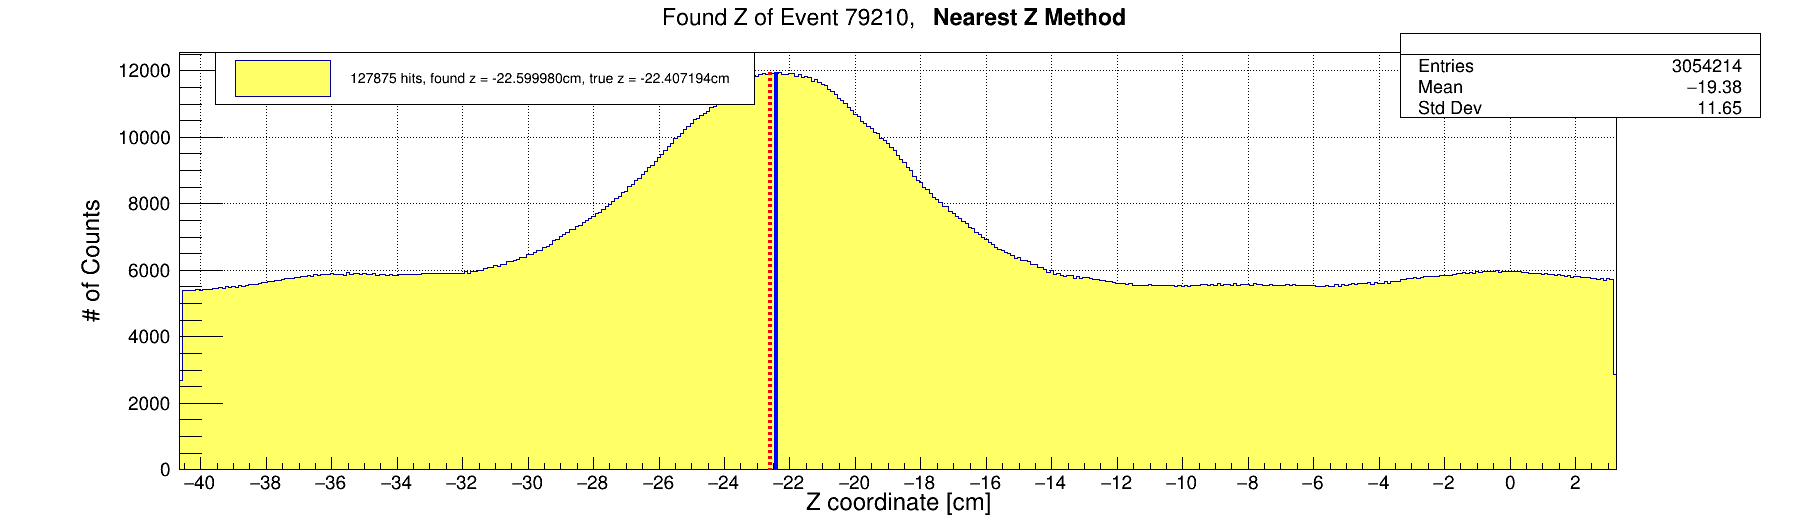 Found Z of Event 79210,   Nearest Z Method
127875 hits, found z = -22.599980cm, true z = -22.407194cm
Entries 3054214
Mean −19.38
Std Dev 11.65
# of Counts
12000
10000
8000
6000
4000
2000
0
−40 −38 −36 −34 −32 −30 −28 −26 −24 −22 −20 −18 −16 −14 −12 −10 −8 −6 −4 −2 0 2
Z coordinate [cm]